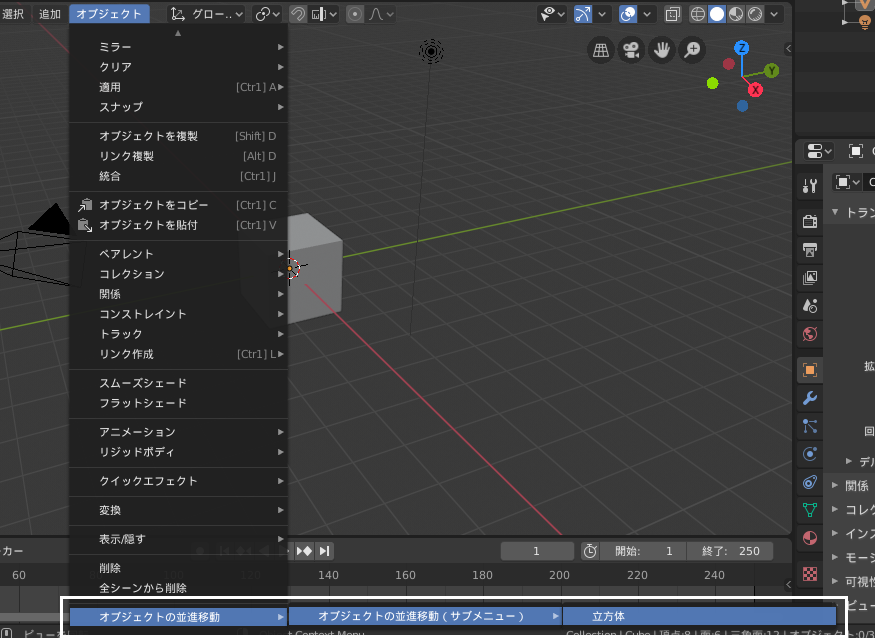 選択 追加 オブジェクト グロー..
ミラー
クリア
適用 [Ctrl] A
スナップ
オブジェクトを複製 [Shift] D
リンク複製 [Alt] D
統合 [Ctrl] J
オブジェクトをコピー [Ctrl] C
オブジェクトを貼付 [Ctrl] V
ペアレント
コレクション
関係
コンストレイント
トラック
リンク作成 [Ctrl] L
スムーズシェード
フラットシェード
アニメーション
リジッドボディ
クイックエフェクト
変換
表示/隠す
削除
全シーンから削除
オブジェクトの並進移動 オブジェクトの並進移動（サブメニュー） 立方体
Z
Y
X
トラン
拡
回
デル
関係
コレク
インス
モーシ
可視性
ビュー
ーカー 1 開始: 1 終了: 250
60 120 140 160 180 200 220 240
Context Menu
Collection | Cube | 頂点:8 | 面:6 | 三角面:12 | オブジェクト:0/3